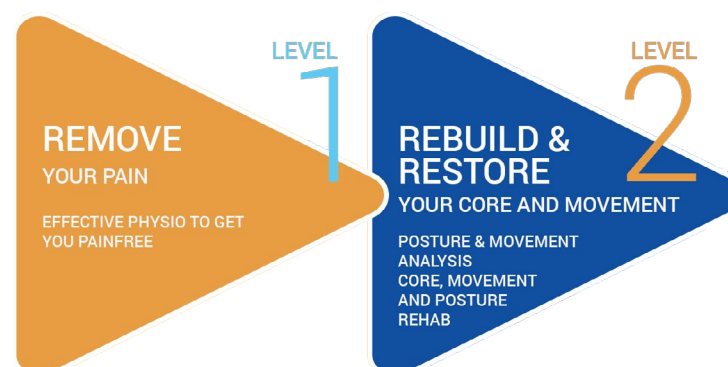 LEVEL
1
REMOVE
YOUR PAIN
EFFECTIVE PHYSIO TO GET
YOU PAINFREE
LEVEL
2
REBUILD &
RESTORE
YOUR CORE AND MOVEMENT
POSTURE & MOVEMENT
ANALYSIS
CORE, MOVEMENT
AND POSTURE
REHAB